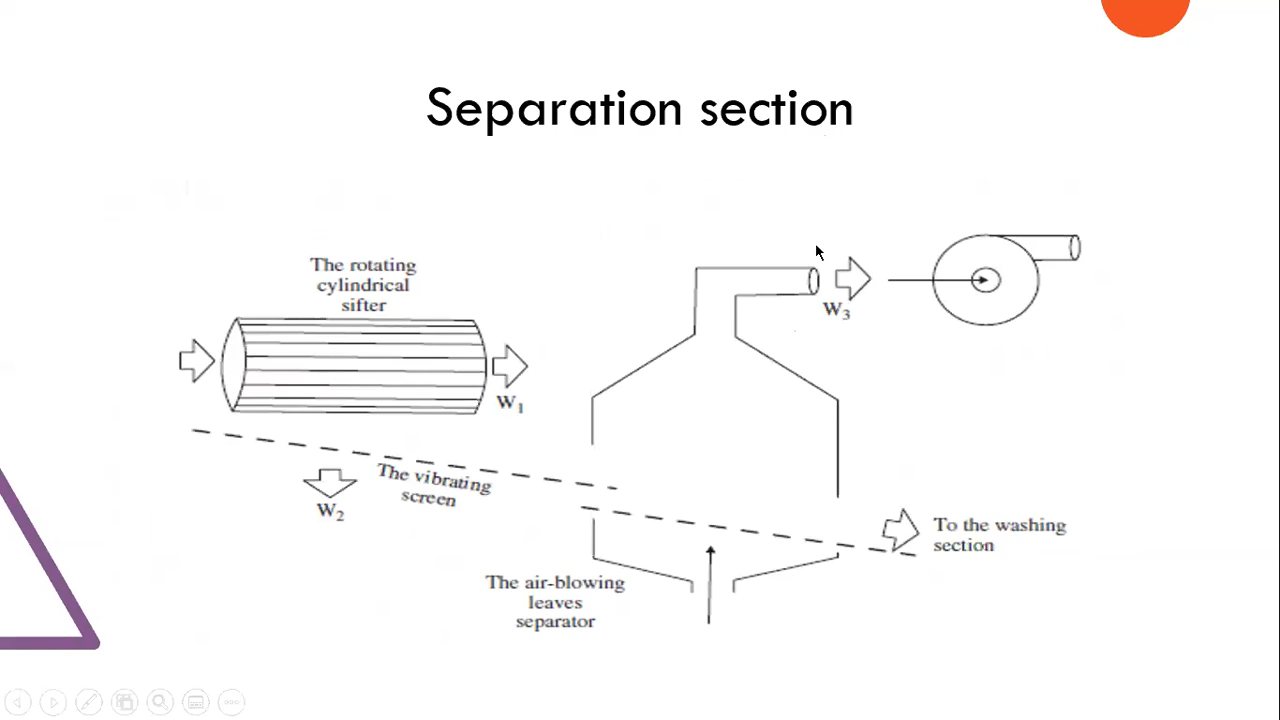 Separation section
The rotating
cylindrical
sifter
W3
W1
The vibrating
screen
W2
To the washing
section
The air-blowing
leaves
separator